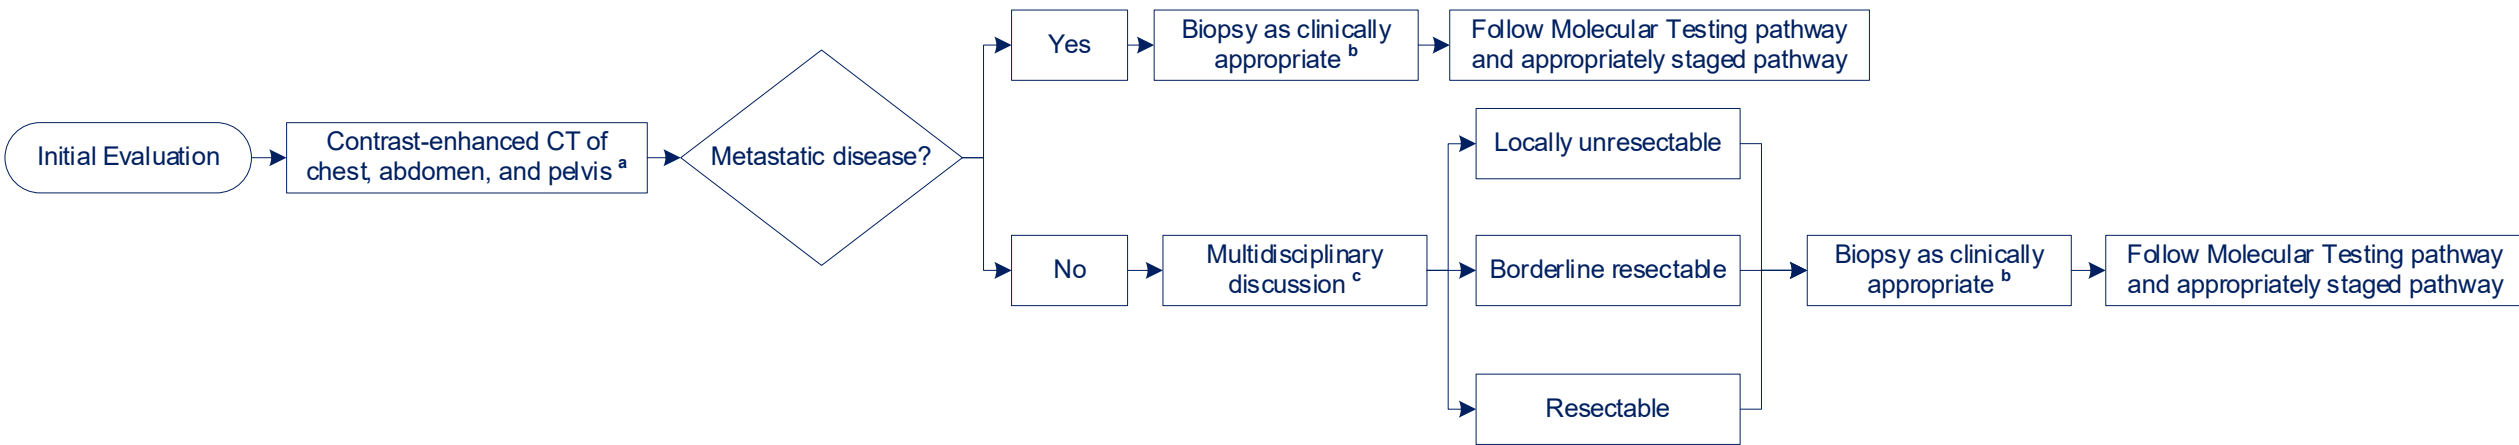 Initial Evaluation
Contrast-enhanced CT of
chest, abdomen, and pelvis a
Metastatic disease?
Yes
Biopsy as clinically
appropriate b
Follow Molecular Testing pathway
and appropriately staged pathway
No
Multidisciplinary
discussion c
Locally unresectable
Borderline resectable
Resectable
Biopsy as clinically
appropriate b
Follow Molecular Testing pathway
and appropriately staged pathway